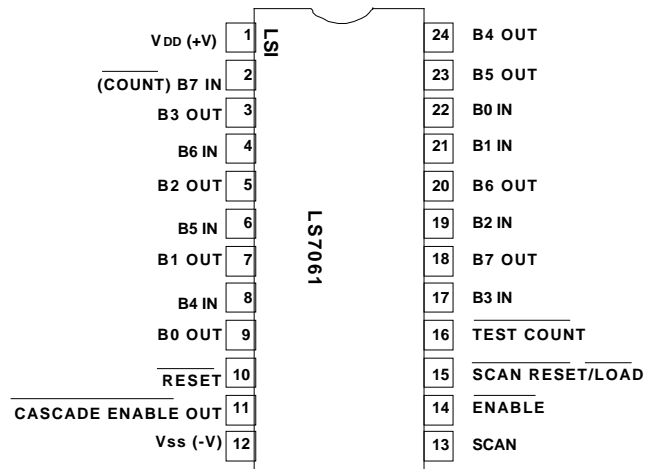 V DD (+V) 1 LSI 24 B4 OUT
(COUNT) B7 IN 2 23 B5 OUT
B3 OUT 3 22 B0 IN
B6 IN 4 21 B1 IN
B2 OUT 5 20 B6 OUT
B5 IN 6 19 B2 IN
LS7061
B1 OUT 7 18 B7 OUT
B4 IN 8 17 B3 IN
B0 OUT 9 16 TEST COUNT
RESET 10 15 SCAN RESET/LOAD
CASCADE ENABLE OUT 11 14 ENABLE
Vss (-V) 12 13 SCAN